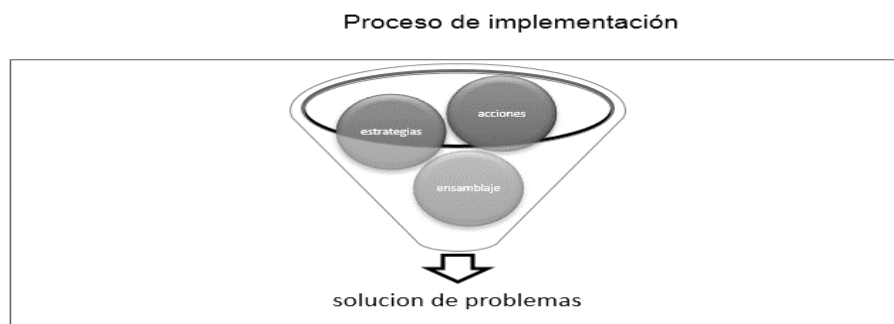 Proceso de implementación
acciones
estrategias
ensamblaje
solucion de problemas